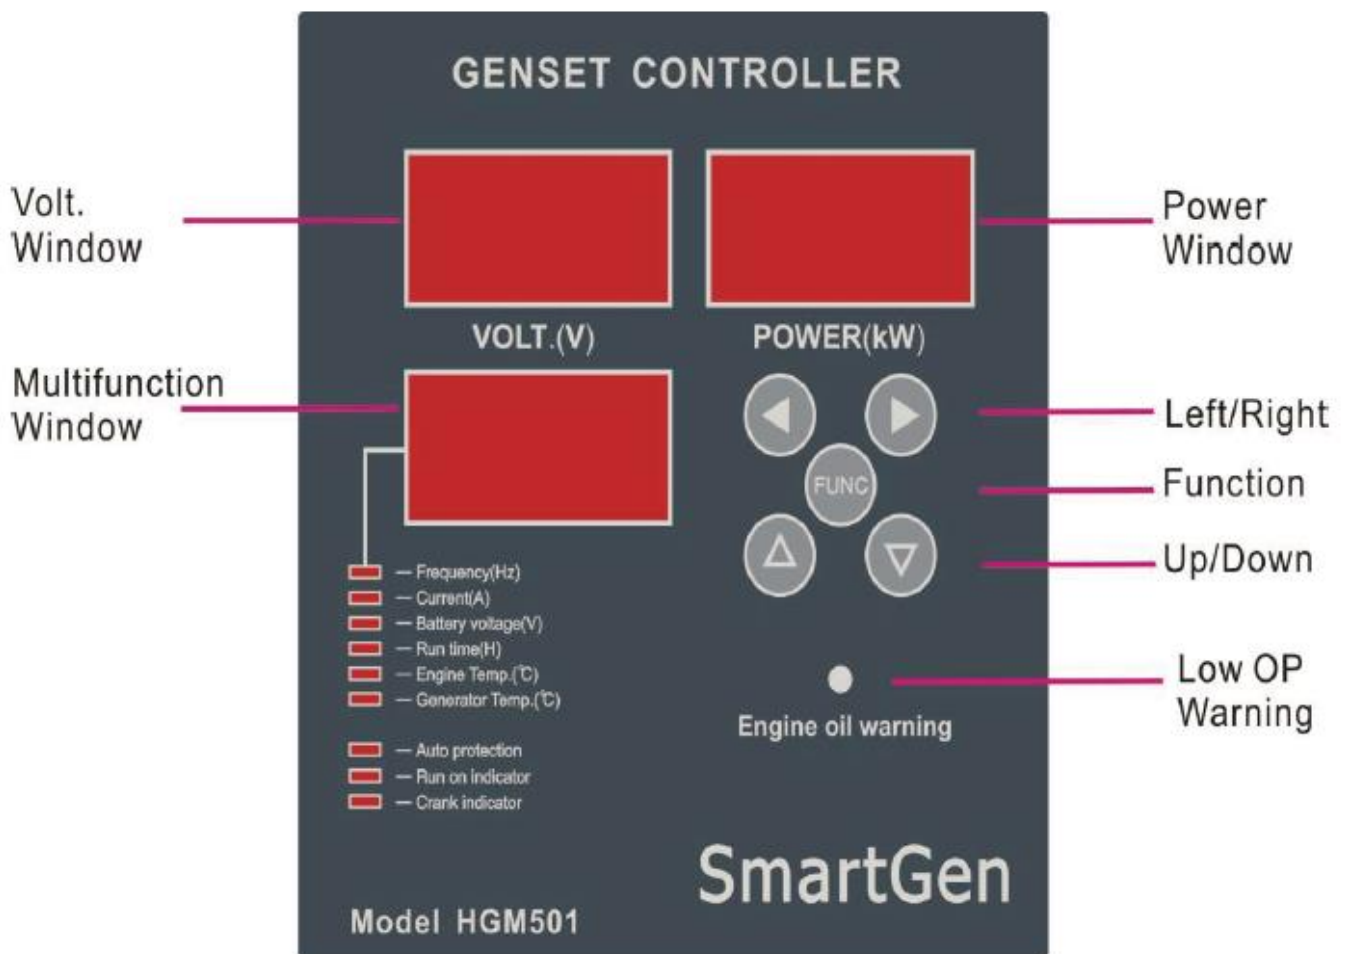 GENSET CONTROLLER
Volt.
Window
Power
Window
VOLT.(V)
POWER(kW)
Multifunction
Window
Left/Right
FUNC
Function
Up/Down
Frequency(Hz)
Current(A)
Battery voltage(V)
Run time(H)
Engine Temp.(℃)
Generator Temp.(℃)
Low OP
Warning
Engine oil warning
Auto protection
Run on indicator
Crank indicator
SmartGen
Model HGM501